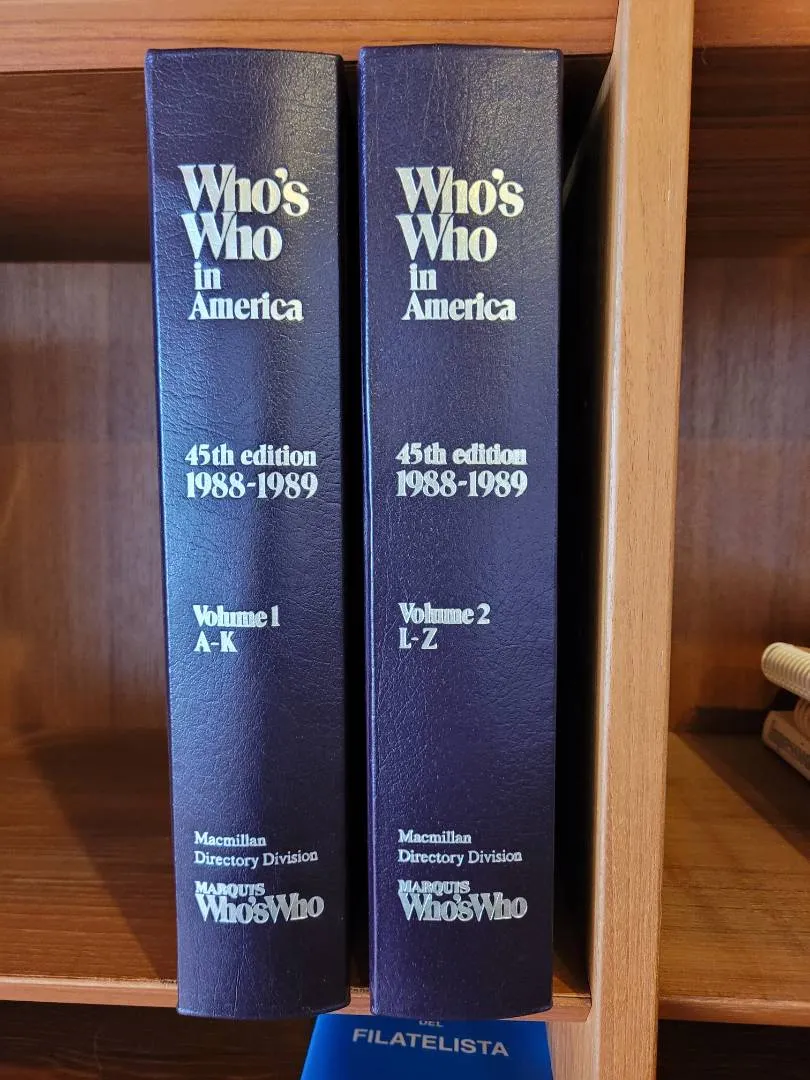 Who's
Who
in
America
45th edition
1988-1989
Volume 1
A-K
Macmillan
Directory Division
MARQUIS
Who'sWho
Who's
Who
in
America
45th edition
1988-1989
Volume 2
L-Z
Macmillan
Directory Division
MARQUIS
Who'sWho
DEL
FILATELISTA